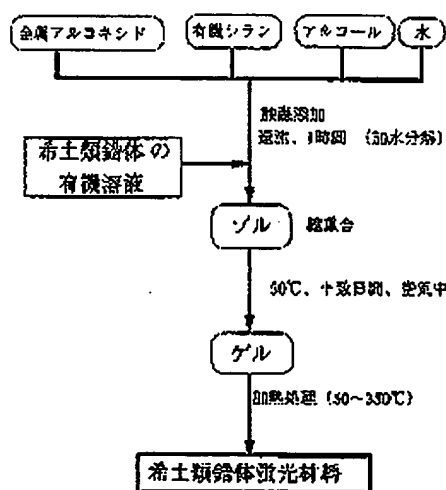 金属アルコキシド
有機シラン
アルコール
水
酸添加
還流、1時間 (加水分解)
希土類錯体の
有機溶液
ゾル
縮重合
50℃、十数日間、空気中
ゲル
加熱処理 (50~350℃)
希土類錯体蛍光材料